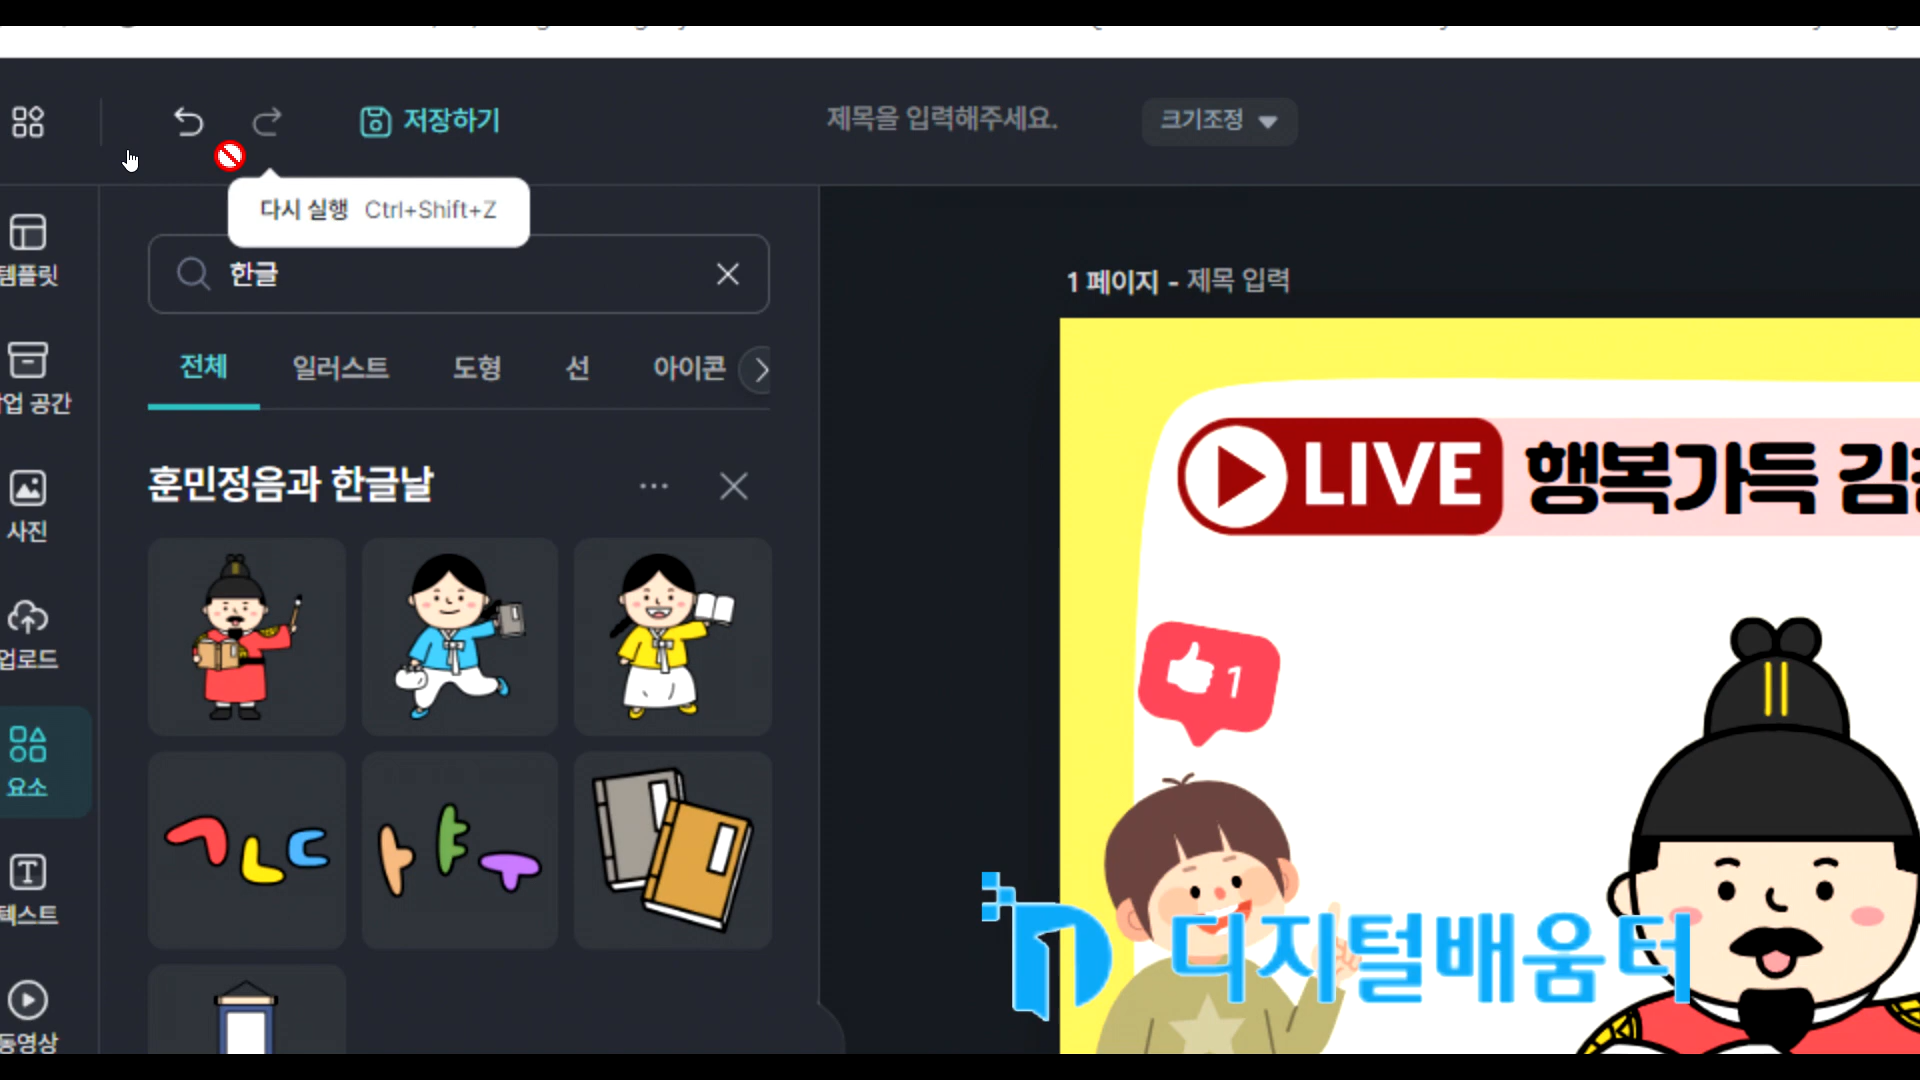 저장하기
제목을 입력해주세요.
크기조정
다시 실행 Ctrl+Shift+Z
한글
전체 일러스트 도형 선 아이콘
훈민정음과 한글날
템플릿
작업 공간
사진
업로드
요소
텍스트
동영상
1 페이지 - 제목 입력
LIVE 행복가득
1
디지털배움터